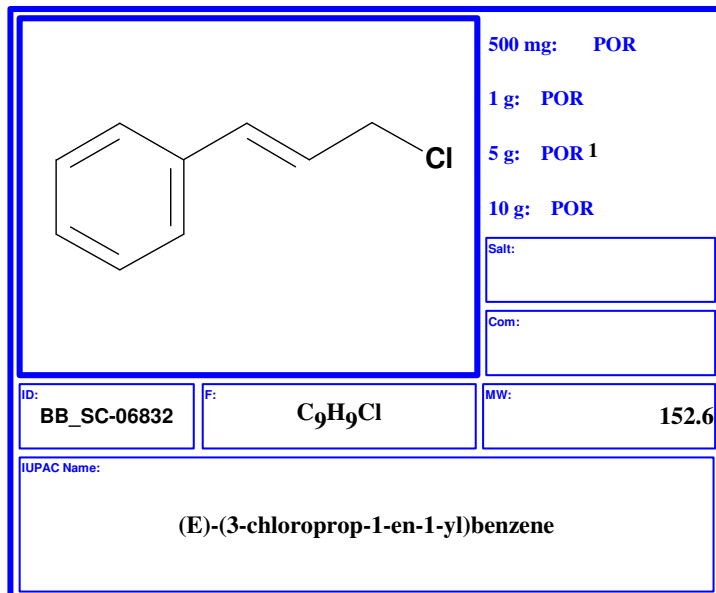 Cl
500 mg: POR
1 g: POR
5 g: POR 1
10 g: POR
Salt:
Com:
ID:
BB_SC-06832
F:
C9H9Cl
MW:
152.6
IUPAC Name:
(E)-(3-chloroprop-1-en-1-yl)benzene